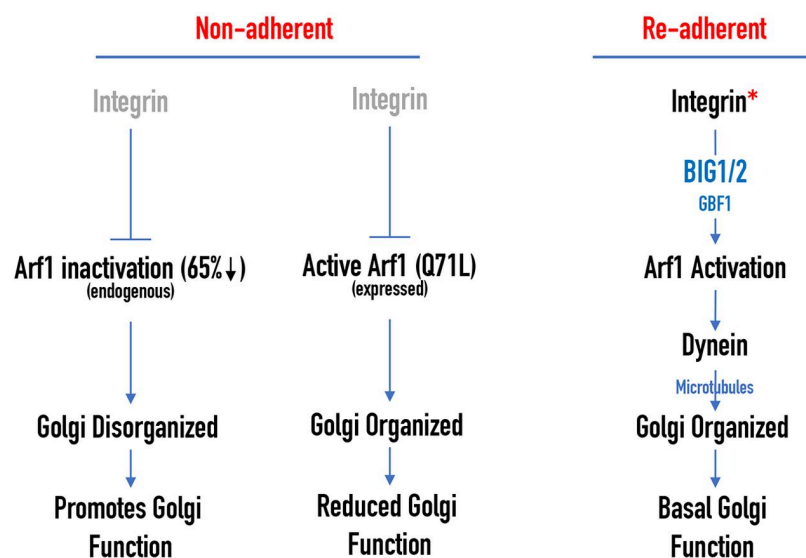 Non-adherent
Integrin
Arf1 inactivation (65%↓)
(endogenous)
Golgi Disorganized
Promotes Golgi
Function
Integrin
Active Arf1 (Q71L)
(expressed)
Golgi Organized
Reduced Golgi
Function
Re-adherent
Integrin*
BIG1/2
GBF1
Arf1 Activation
Dynein
Microtubules
Golgi Organized
Basal Golgi
Function